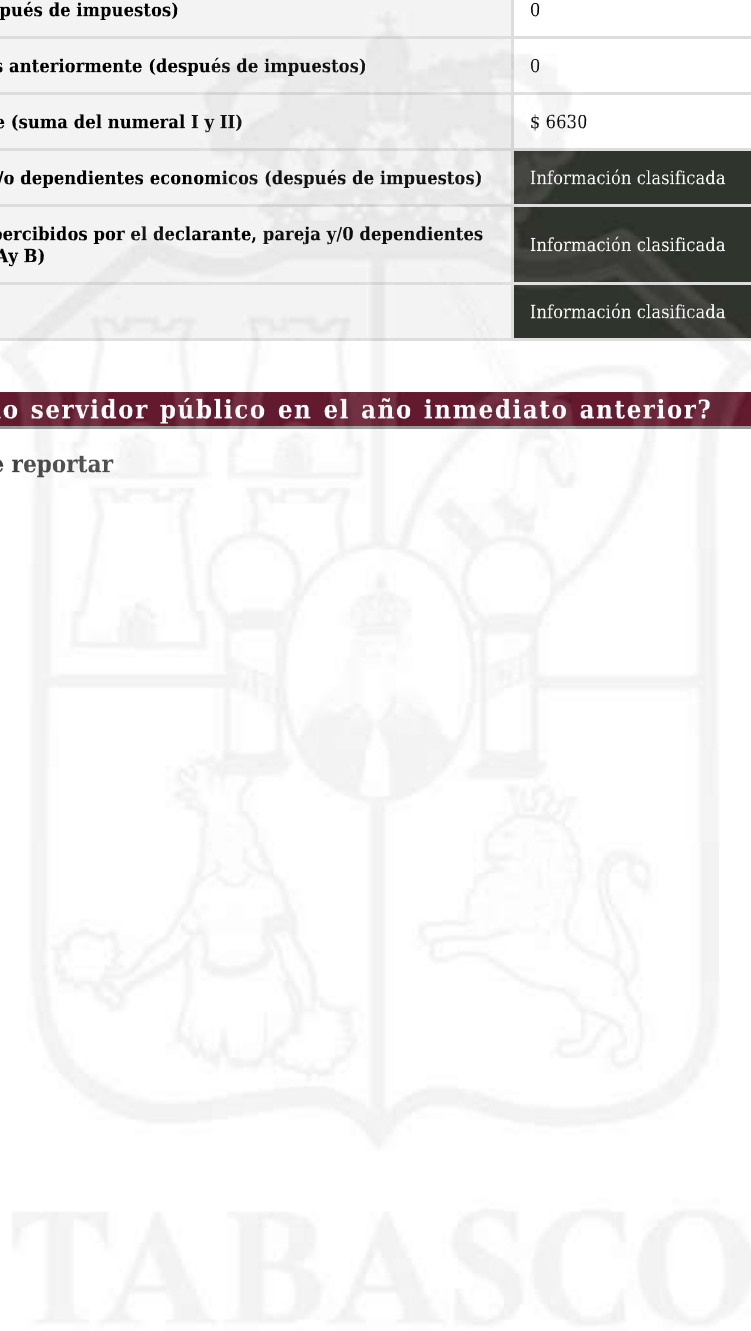 pués de impuestos)
0
s anteriormente (después de impuestos)
0
e (suma del numeral I y II)
$ 6630
/o dependientes economicos (después de impuestos)
Información clasificada
percibidos por el declarante, pareja y/0 dependientes
Ay B)
Información clasificada
Información clasificada
o servidor público en el año inmediato anterior?
e reportar
TABASCO